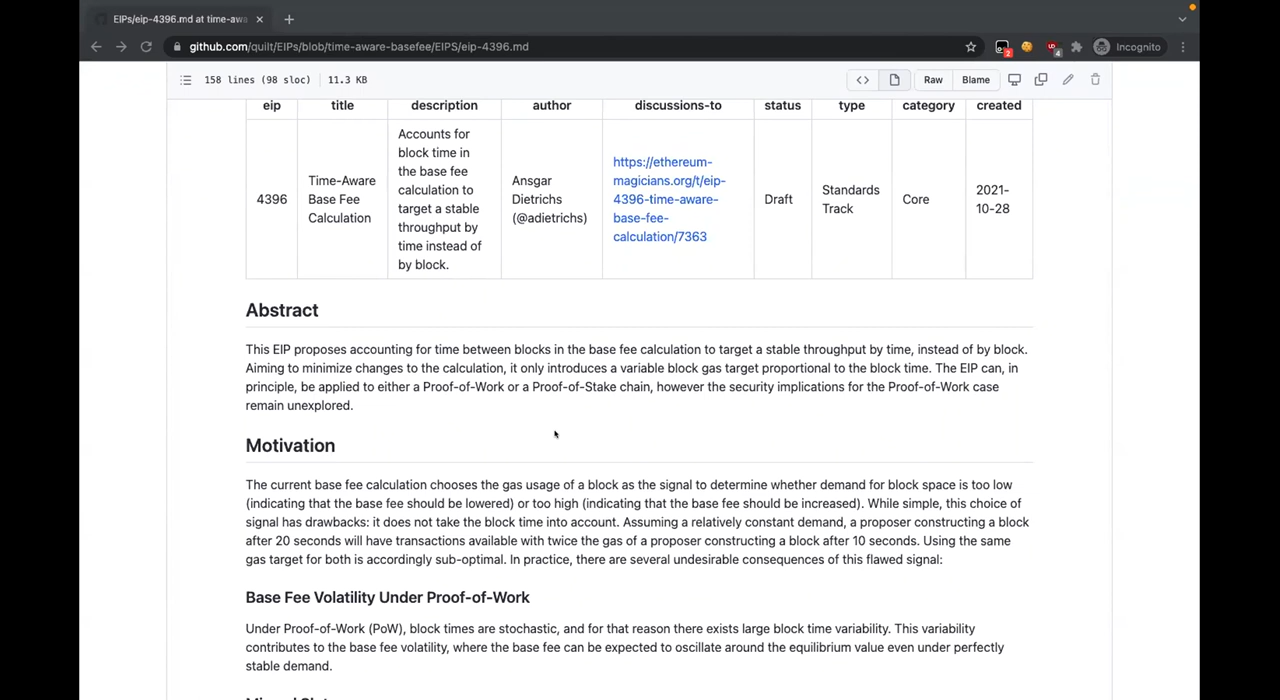 EIPs/eip-4396.md at time-awa
github.com/quilt/EIPs/blob/time-aware-basefee/EIPS/eip-4396.md
2
4
Incognito
158 lines (98 sloc) 11.3 KB
Raw
Blame
eip title description author discussions-to status type category created
4396
Time-Aware
Base Fee
Calculation
Accounts for
block time in
the base fee
calculation to
target a stable
throughput by
time instead of
by block.
Ansgar
Dietrichs
(@adietrichs)
https://ethereum-
magicians.org/t/eip-
4396-time-aware-
base-fee-
calculation/7363
Draft
Standards
Track
Core
2021-
10-28
Abstract
This EIP proposes accounting for time between blocks in the base fee calculation to target a stable throughput by time, instead of by block.
Aiming to minimize changes to the calculation, it only introduces a variable block gas target proportional to the block time. The EIP can, in
principle, be applied to either a Proof-of-Work or a Proof-of-Stake chain, however the security implications for the Proof-of-Work case
remain unexplored.
Motivation
The current base fee calculation chooses the gas usage of a block as the signal to determine whether demand for block space is too low
(indicating that the base fee should be lowered) or too high (indicating that the base fee should be increased). While simple, this choice of
signal has drawbacks: it does not take the block time into account. Assuming a relatively constant demand, a proposer constructing a block
after 20 seconds will have transactions available with twice the gas of a proposer constructing a block after 10 seconds. Using the same
gas target for both is accordingly sub-optimal. In practice, there are several undesirable consequences of this flawed signal:
Base Fee Volatility Under Proof-of-Work
Under Proof-of-Work (PoW), block times are stochastic, and for that reason there exists large block time variability. This variability
contributes to the base fee volatility, where the base fee can be expected to oscillate around the equilibrium value even under perfectly
stable demand.